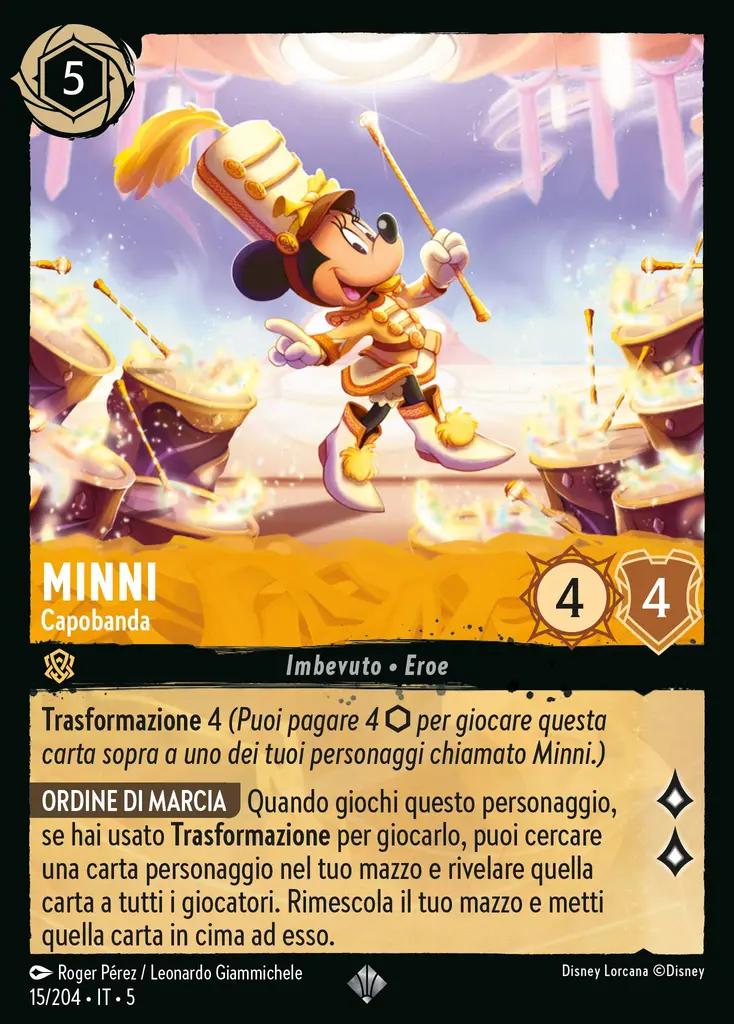 5
MINNI
Capobanda
4
4
Imbevuto • Eroe
Trasformazione 4 (Puoi pagare 4 ⬡ per giocare questa
carta sopra a uno dei tuoi personaggi chiamato Minni.)
ORDINE DI MARCIA Quando giochi questo personaggio,
se hai usato Trasformazione per giocarlo, puoi cercare
una carta personaggio nel tuo mazzo e rivelare quella
carta a tutti i giocatori. Rimescola il tuo mazzo e metti
quella carta in cima ad esso.
Roger Pérez / Leonardo Giammichele
Disney Lorcana ©Disney
15/204 • IT • 5